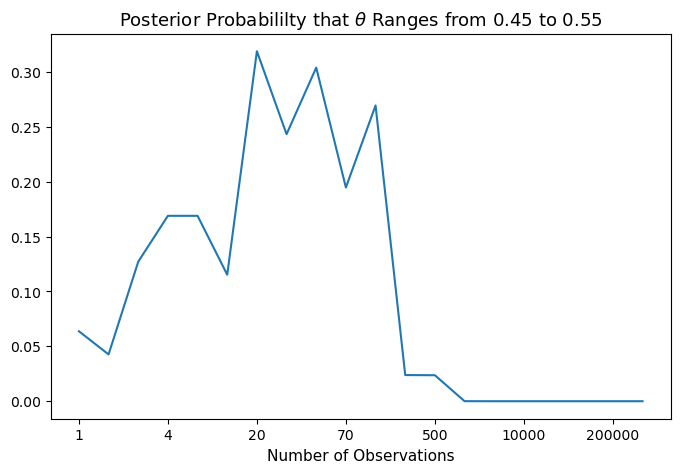 Posterior Probabililty that θ Ranges from 0.45 to 0.55
0.30
0.25
0.20
0.15
0.10
0.05
0.00
1 4 20 70 500 10000 200000
Number of Observations